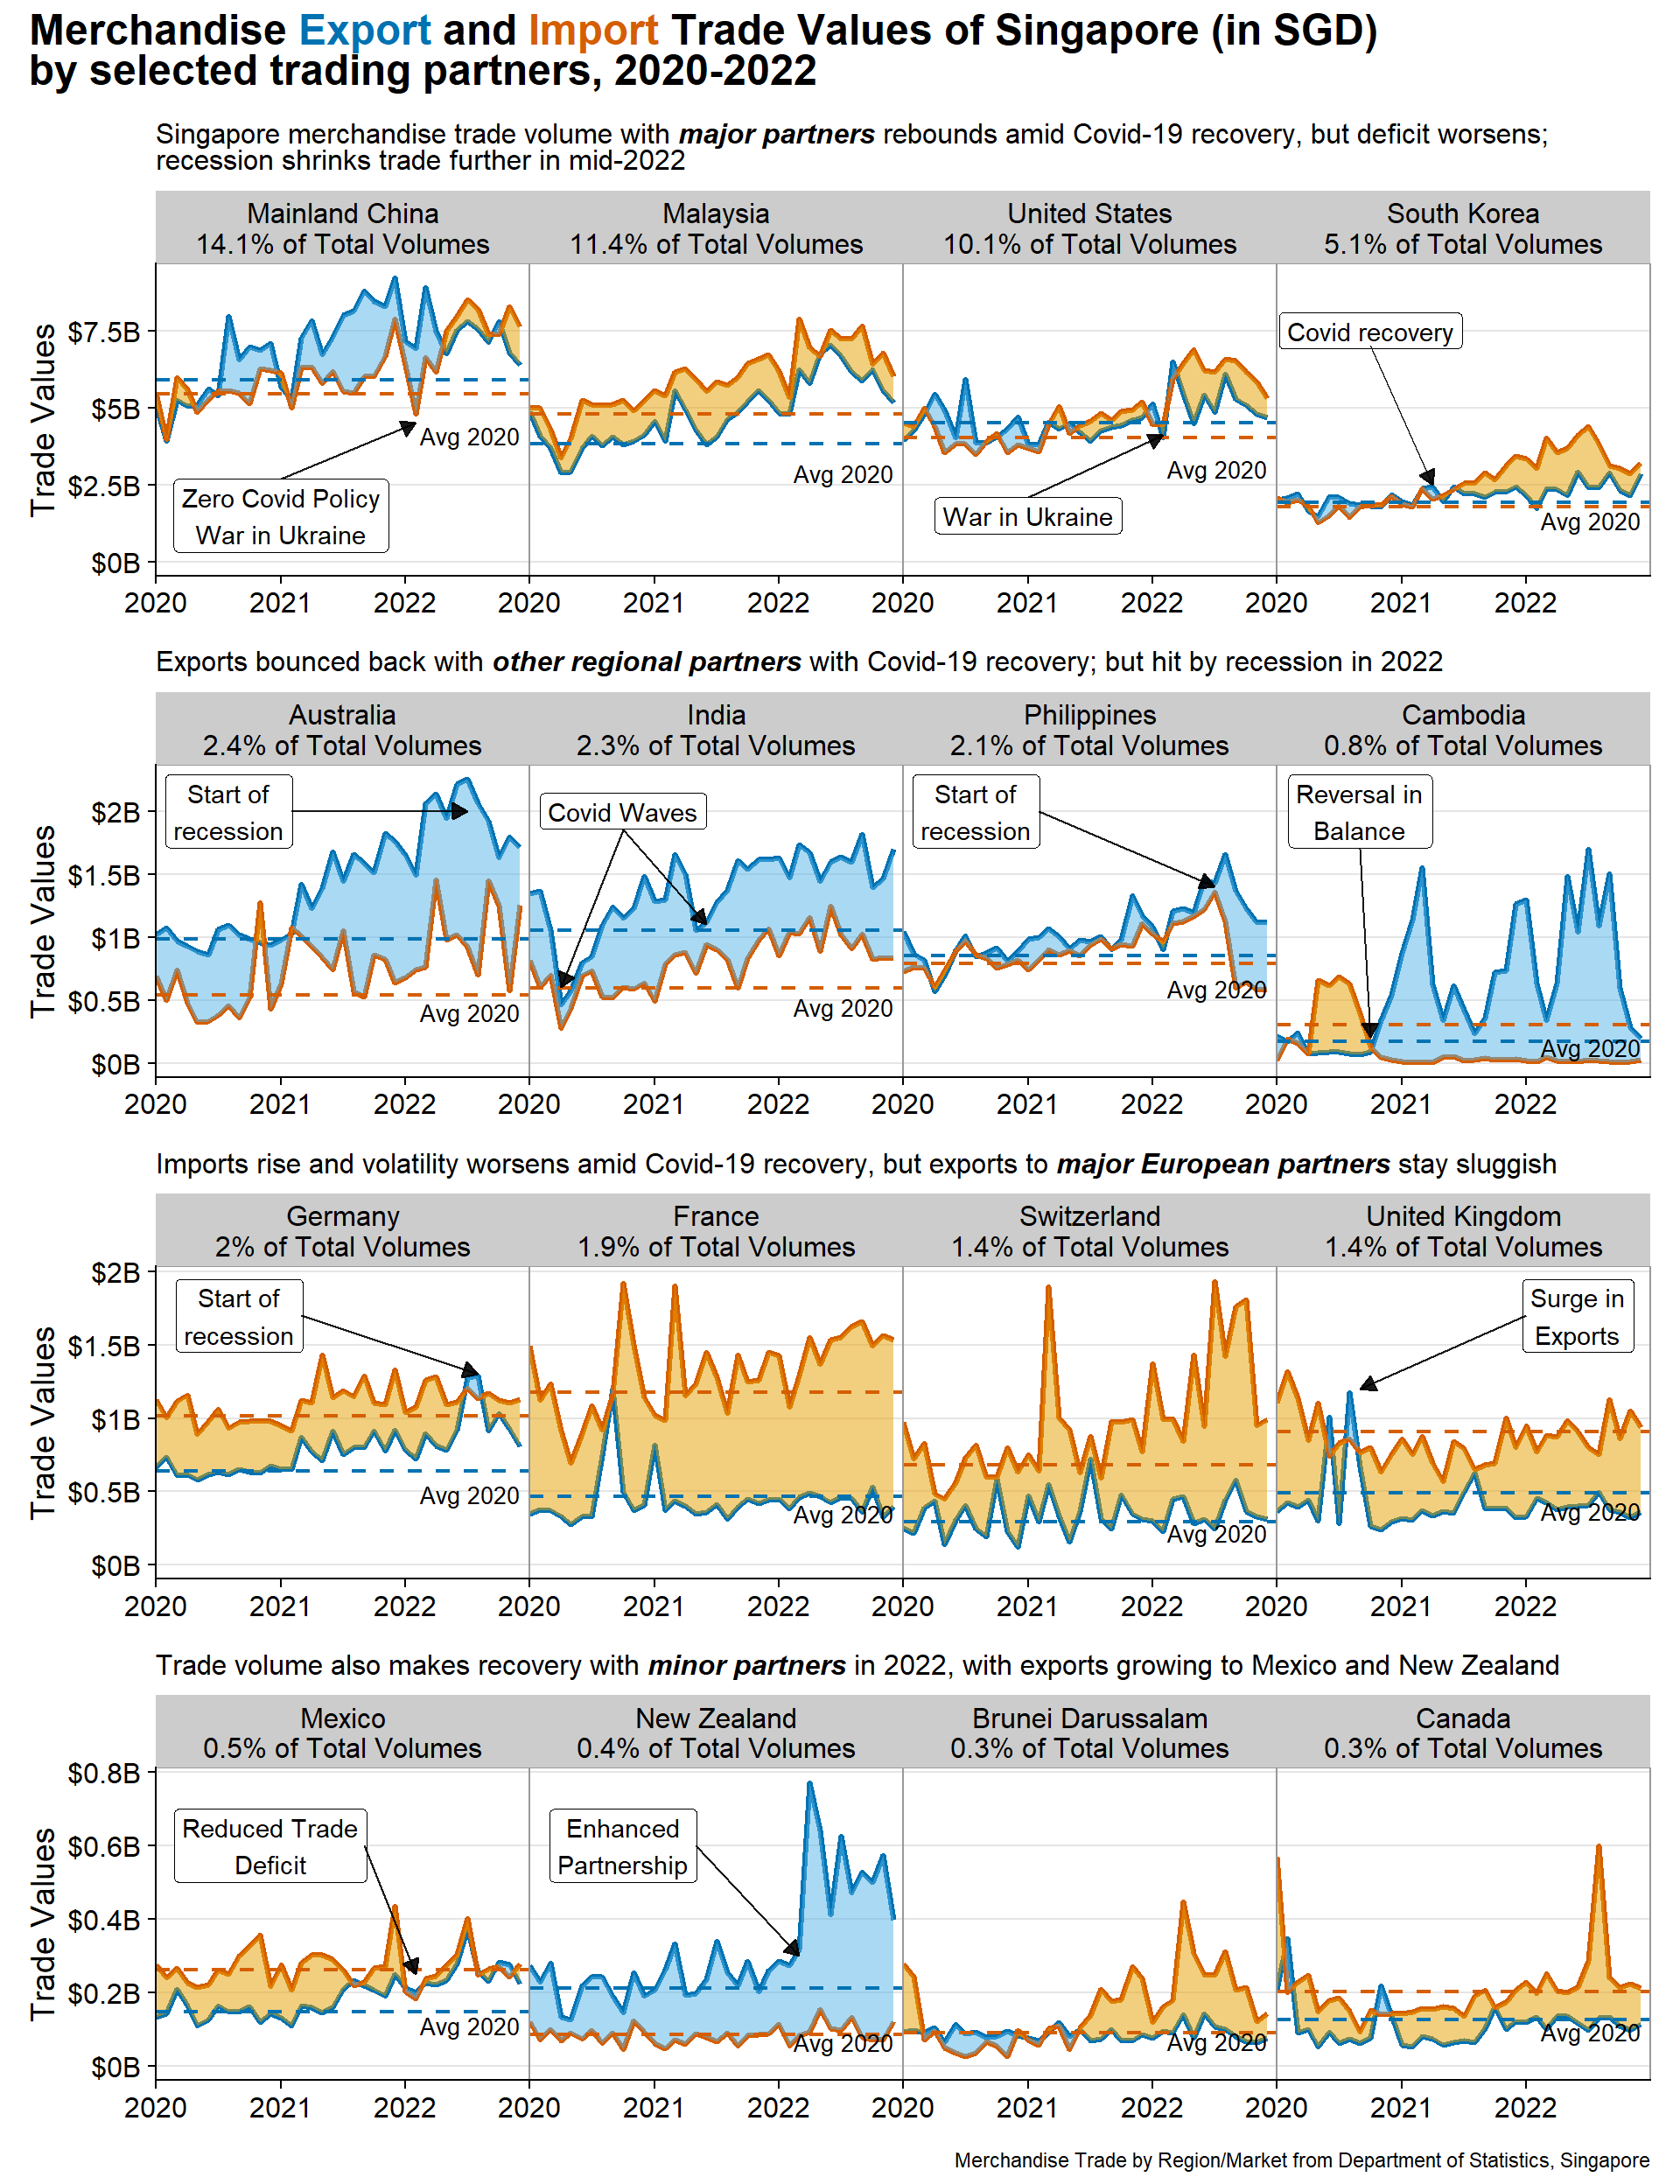 Merchandise Export and Import Trade Values of Singapore (in SGD)
by selected trading partners, 2020-2022
Singapore merchandise trade volume with major partners rebounds amid Covid-19 recovery, but deficit worsens;
recession shrinks trade further in mid-2022
Mainland China
14.1% of Total Volumes
Malaysia
11.4% of Total Volumes
United States
10.1% of Total Volumes
South Korea
5.1% of Total Volumes
Trade Values
$7.5B
$5B
$2.5B
$0B
Zero Covid Policy
War in Ukraine
Avg 2020
Avg 2020
War in Ukraine
Avg 2020
Covid recovery
Avg 2020
2020 2021 2022 2020 2021 2022 2020 2021 2022 2020 2021 2022
Exports bounced back with other regional partners with Covid-19 recovery; but hit by recession in 2022
Australia
2.4% of Total Volumes
India
2.3% of Total Volumes
Philippines
2.1% of Total Volumes
Cambodia
0.8% of Total Volumes
Trade Values
$2B
$1.5B
$1B
$0.5B
$0B
Start of
recession
Avg 2020
Covid Waves
Avg 2020
Start of
recession
Avg 2020
Reversal in
Balance
Avg 2020
2020 2021 2022 2020 2021 2022 2020 2021 2022 2020 2021 2022
Imports rise and volatility worsens amid Covid-19 recovery, but exports to major European partners stay sluggish
Germany
2% of Total Volumes
France
1.9% of Total Volumes
Switzerland
1.4% of Total Volumes
United Kingdom
1.4% of Total Volumes
Trade Values
$2B
$1.5B
$1B
$0.5B
$0B
Start of
recession
Avg 2020
Avg 2020
Avg 2020
Surge in
Exports
Avg 2020
2020 2021 2022 2020 2021 2022 2020 2021 2022 2020 2021 2022
Trade volume also makes recovery with minor partners in 2022, with exports growing to Mexico and New Zealand
Mexico
0.5% of Total Volumes
New Zealand
0.4% of Total Volumes
Brunei Darussalam
0.3% of Total Volumes
Canada
0.3% of Total Volumes
Trade Values
$0.8B
$0.6B
$0.4B
$0.2B
$0B
Reduced Trade
Deficit
Avg 2020
Enhanced
Partnership
Avg 2020
Avg 2020
Avg 2020
2020 2021 2022 2020 2021 2022 2020 2021 2022 2020 2021 2022
Merchandise Trade by Region/Market from Department of Statistics, Singapore